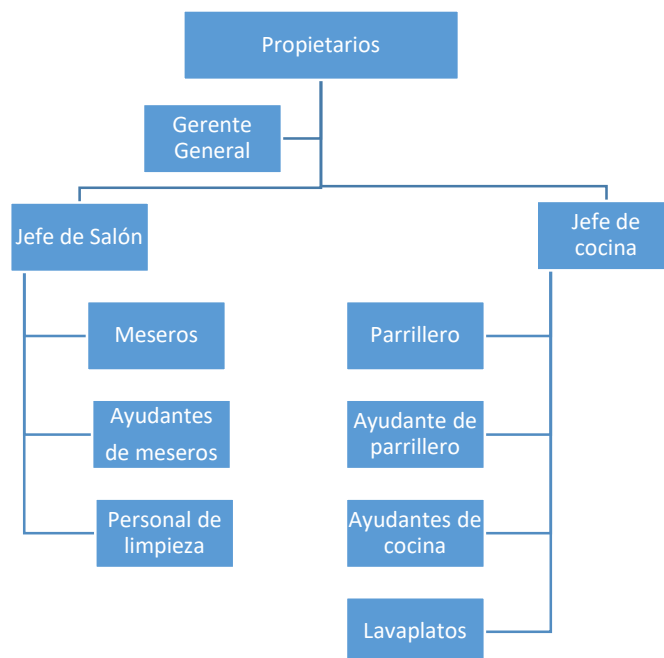 Propietarios
Gerente
General
Jefe de Salón
Jefe de
cocina
Meseros
Parrillero
Ayudantes
de meseros
Ayudante de
parrillero
Personal de
limpieza
Ayudantes de
cocina
Lavaplatos